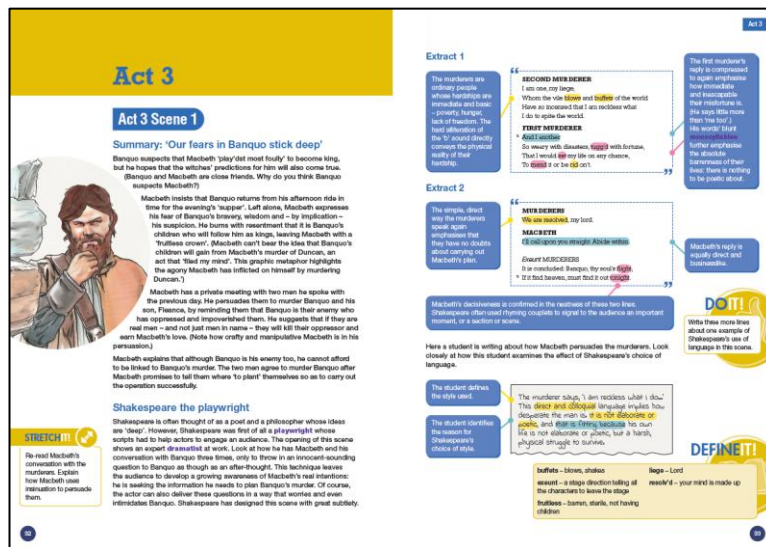 Act 3
Act 3 Scene 1
Summary: ‘Our fears in Banquo stick deep’
Banquo suspects that Macbeth ‘play’dst most foully’ to become king,
but he hopes that the witches’ predictions for him will also come true.
(Banquo and Macbeth are close friends. Why do you think Banquo
suspects Macbeth?)
Macbeth insists that Banquo returns from his afternoon ride in
time for the evening’s ‘supper’. Left alone, Macbeth expresses
his fear of Banquo’s bravery, wisdom and – by implication –
his suspicion. He burns with resentment that it is Banquo’s
children who will follow him as kings, leaving Macbeth with a
‘fruitless crown’. (Macbeth can’t bear the idea that Banquo’s
children will gain from Macbeth’s murder of Duncan, an
act that ‘filed my mind’. This graphic metaphor highlights
the agony Macbeth has inflicted on himself by murdering
Duncan.’)
Macbeth has a private meeting with two men he spoke with
the previous day. He persuades them to murder Banquo and his
son, Fleance, by reminding them that Banquo is their enemy who
has oppressed and impoverished them. He suggests that if they are
real men – and not just men in name – they will kill their oppressor and
earn Macbeth’s love. (Note how crafty and manipulative Macbeth is in his
persuasion.)
Macbeth explains that although Banquo is his enemy too, he cannot afford
to be linked to Banquo’s murder. The two men agree to murder Banquo after
Macbeth promises to tell them where ‘to plant’ themselves so as to carry out
the operation successfully.
Shakespeare the playwright
Shakespeare is often thought of as a poet and a philosopher whose ideas
are ‘deep’. However, Shakespeare was first of all a playwright whose
scripts had to help actors to engage an audience. The opening of this scene
shows an expert dramatist at work. Look at how he has Macbeth end his
conversation with Banquo three times, only to throw in an innocent-sounding
question to Banquo as though as an after-thought. This technique leaves
the audience to develop a growing awareness of Macbeth’s real intentions:
he is seeking the information he needs to plan Banquo’s murder. Of course,
the actor can also deliver these questions in a way that worries and even
intimidates Banquo. Shakespeare has designed this scene with great subtlety.
STRETCHIT!
Re-read Macbeth’s
conversation with the
murderers. Explain
how Macbeth uses
insinuation to persuade
them.
Act 3
Extract 1
The murderers are
ordinary people
whose hardships are
immediate and basic
– poverty, hunger,
lack of freedom. The
hard alliteration of
the ‘b’ sound directly
conveys the physical
reality of their
hardship.
SECOND MURDERER
I am one, my liege,
Whom the vile blows and buffets of the world
Have so incensed that I am reckless what
I do to spite the world.
FIRST MURDERER
And I another
So weary with disasters, tugg’d with fortune,
That I would set my life on any chance,
To mend it or be rid on’t.
The first murderer’s
reply is compressed
to again emphasise
how immediate
and inescapable
their misfortune is.
(He says little more
than ‘me too’.)
His words’ blunt
monosyllables
further emphasise
the absolute
barrenness of their
lives: there is nothing
to be poetic about.
Extract 2
The simple, direct
way the murderers
speak again
emphasises that
they have no doubts
about carrying out
Macbeth’s plan.
MURDERERS
We are resolved, my lord.
MACBETH
I’ll call upon you straight: Abide within.
Exeunt MURDERERS
It is concluded: Banquo, thy soul’s flight,
If it find heaven, must find it out tonight.
Macbeth’s reply is
equally direct and
businesslike.
Macbeth’s decisiveness is confirmed in the neatness of these two lines.
Shakespeare often used rhyming couplets to signal to the audience an important
moment, or a section or scene.
DOIT!
Write three more lines
about one example of
Shakespeare’s use of
language in this scene.
Here a student is writing about how Macbeth persuades the murderers. Look
closely at how this student examines the effect of Shakespeare’s choice of
language.
The student defines
the style used.
The student identifies
the reason for
Shakespeare’s
choice of style.
The murderer says, ‘I am reckless what I do.’
This direct and colloquial language implies how
desperate the man is. It is not elaborate or
poetic, and that is fitting because his own
life is not elaborate or poetic, but a harsh,
physical struggle to survive.
DEFINEIT!
buffets – blows, shakes
exeunt – a stage direction telling all
the characters to leave the stage
fruitless – barren, sterile, not having
children
liege – Lord
resolv’d – your mind is made up